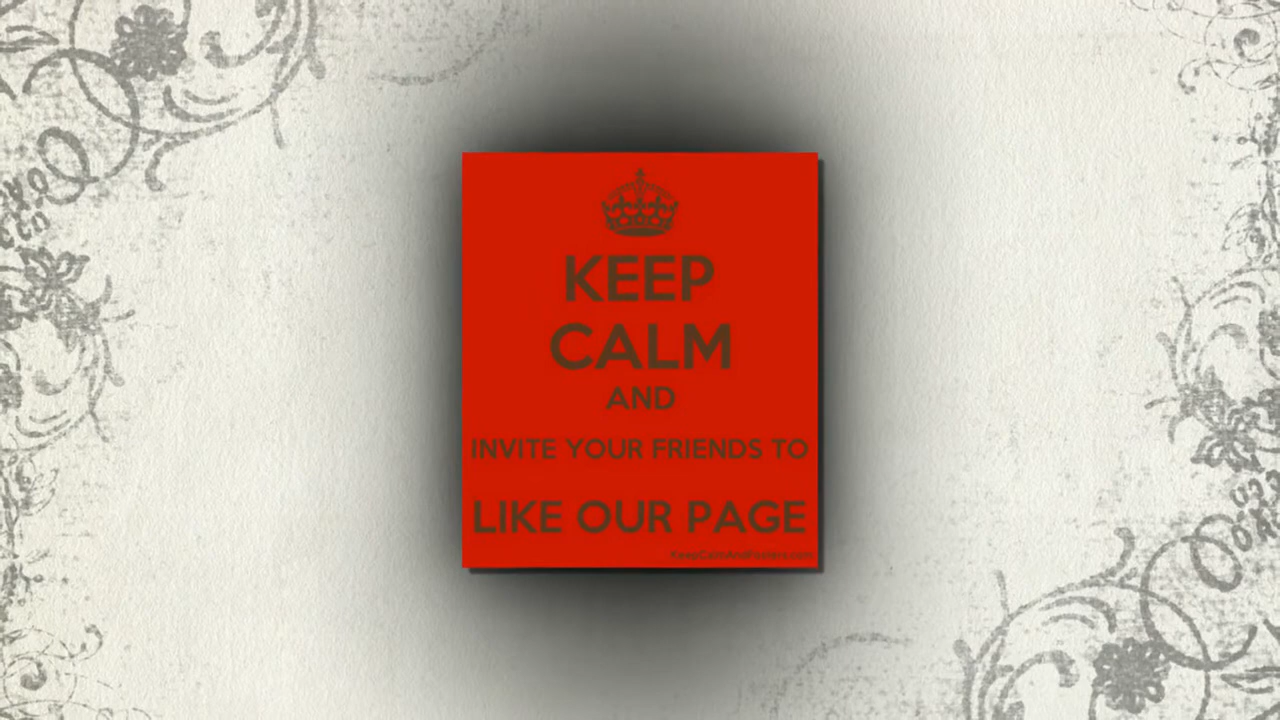 KEEP
CALM
AND
INVITE YOUR FRIENDS TO
LIKE OUR PAGE
KeepCalmAndPosters.com